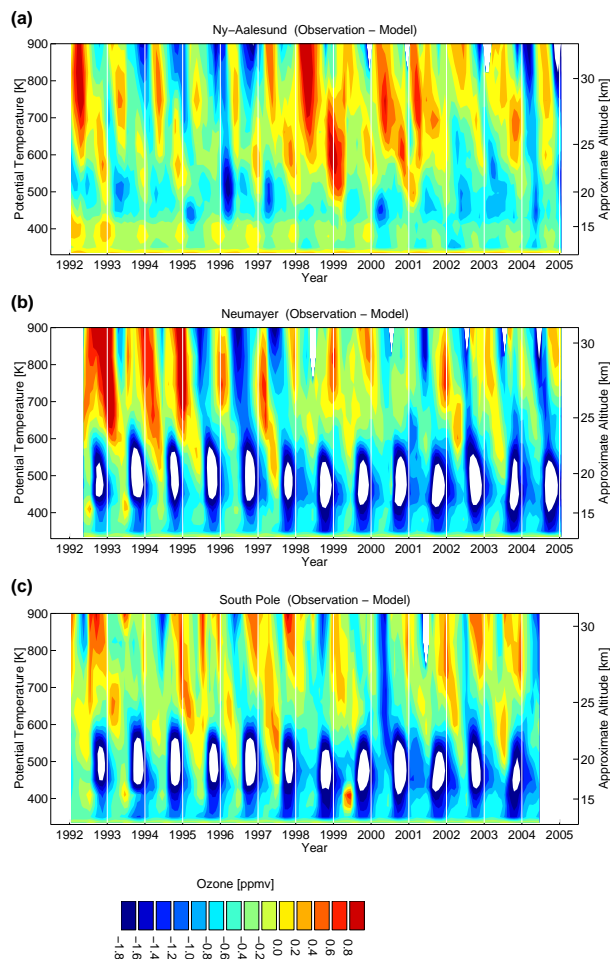 (a)
Ny-Aalesund (Observation - Model)
900
800
700
600
500
400
Potential Temperature [K]
30
25
20
15
Approximate Altitude [km]
1992 1993 1994 1995 1996 1997 1998 1999 2000 2001 2002 2003 2004 2005
Year
(b)
Neumayer (Observation - Model)
900
800
700
600
500
400
Potential Temperature [K]
30
25
20
15
Approximate Altitude [km]
1992 1993 1994 1995 1996 1997 1998 1999 2000 2001 2002 2003 2004 2005
Year
(c)
South Pole (Observation - Model)
900
800
700
600
500
400
Potential Temperature [K]
30
25
20
15
Approximate Altitude [km]
1992 1993 1994 1995 1996 1997 1998 1999 2000 2001 2002 2003 2004 2005
Year
Ozone [ppmv]
-1.8 -1.6 -1.4 -1.2 -1.0 -0.8 -0.6 -0.4 -0.2 0.0 0.2 0.4 0.6 0.8